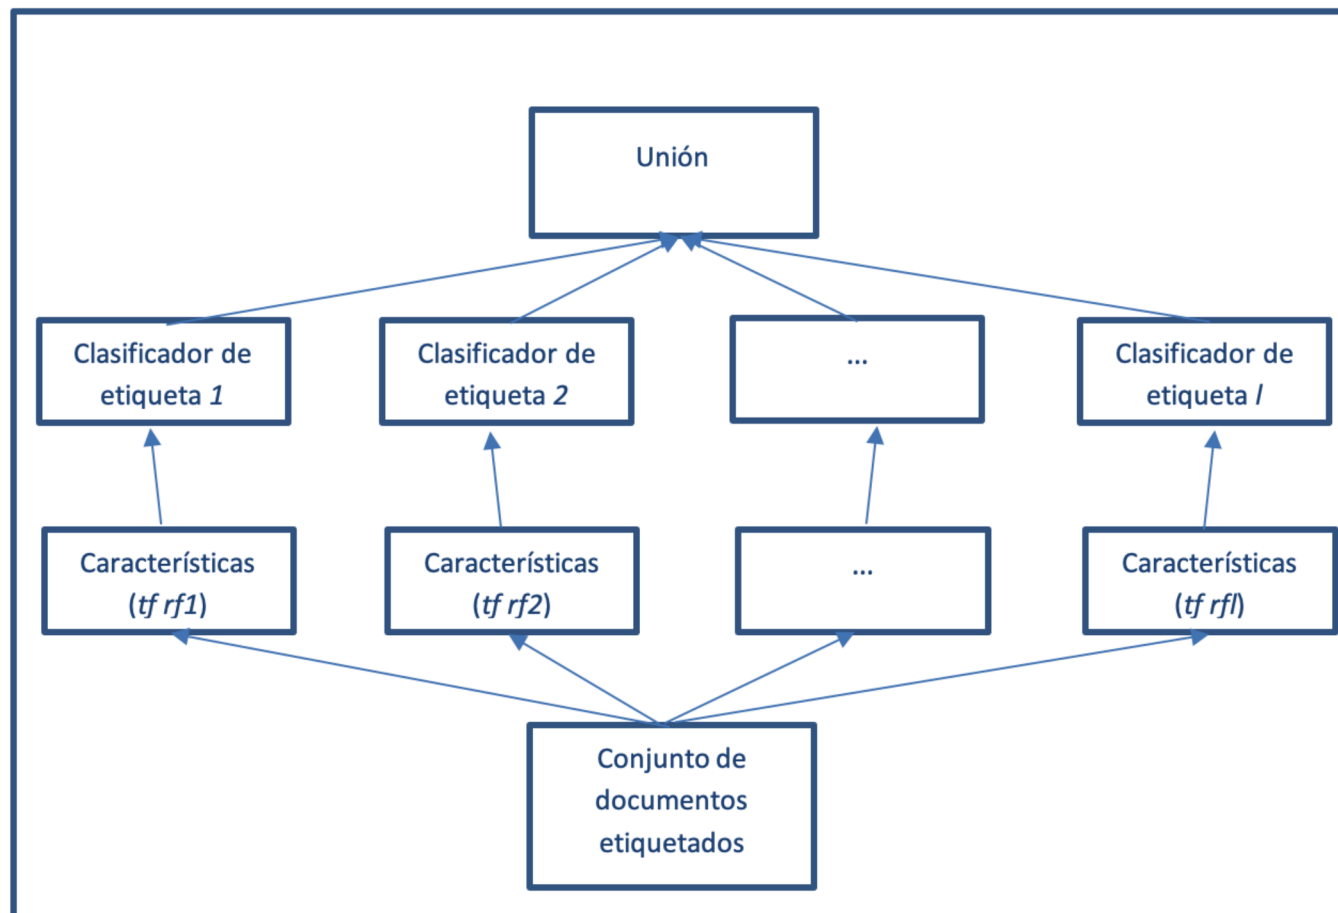 Unión
Clasificador de
etiqueta 1
Clasificador de
etiqueta 2
...
Clasificador de
etiqueta l
Características
(tf rf1)
Características
(tf rf2)
...
Características
(tf rfl)
Conjunto de
documentos
etiquetados